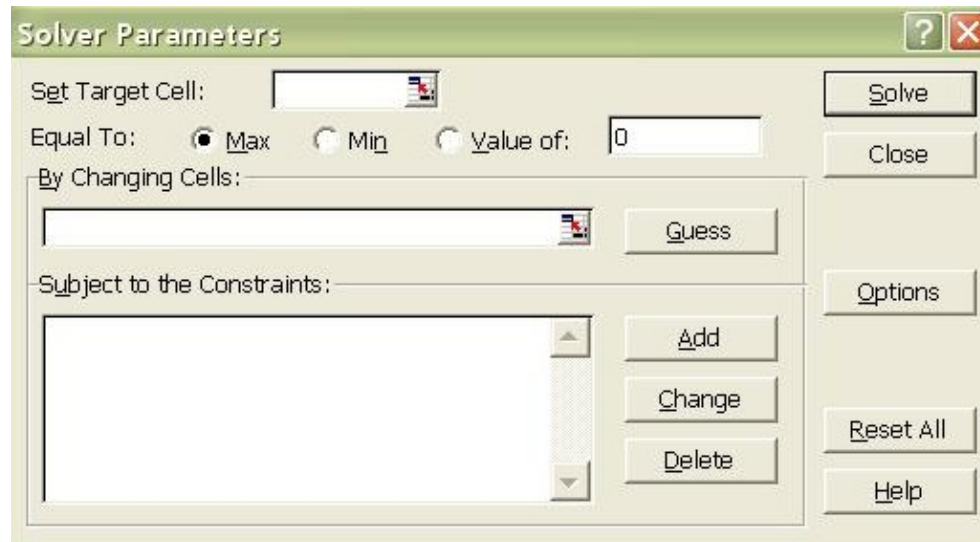 Solver Parameters ?
Set Target Cell: Solve
Equal To: Max Min Value of: 0 Close
By Changing Cells:
Guess
Subject to the Constraints: Options
Add
Change
Reset All
Delete
Help